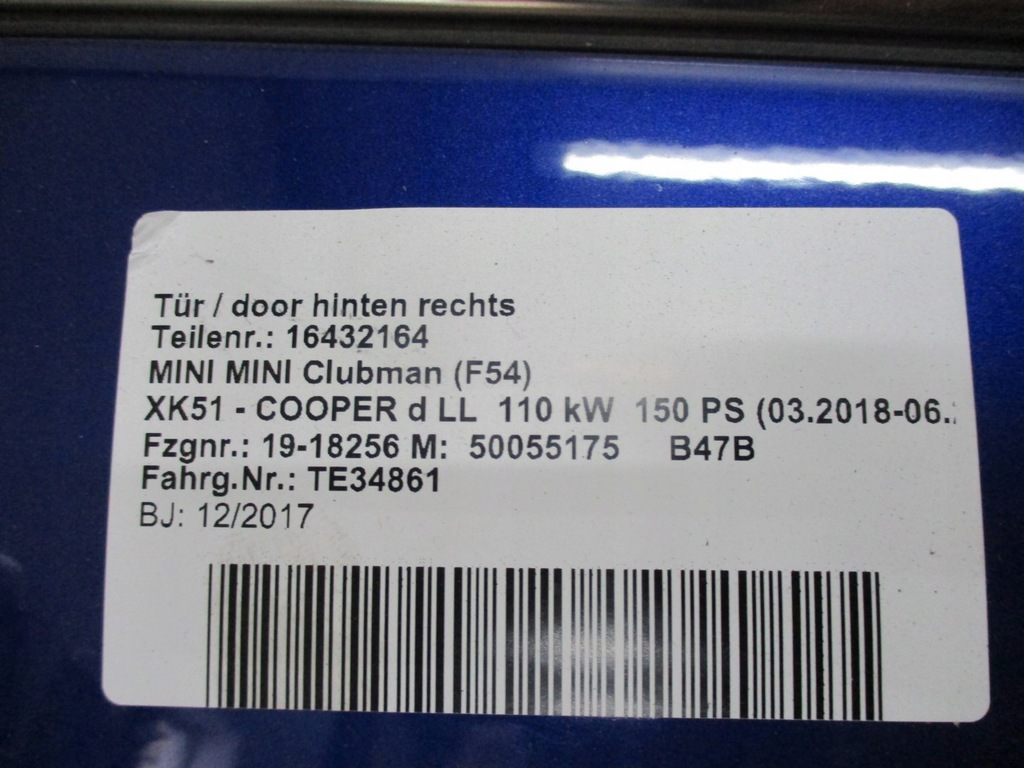 Tür / door hinten rechts
Teilenr.: 16432164
MINI MINI Clubman (F54)
XK51 - COOPER d LL 110 kW 150 PS (03.2018-06.
Fzgnr.: 19-18256 M: 50055175 B47B
Fahrg.Nr.: TE34861
BJ: 12/2017